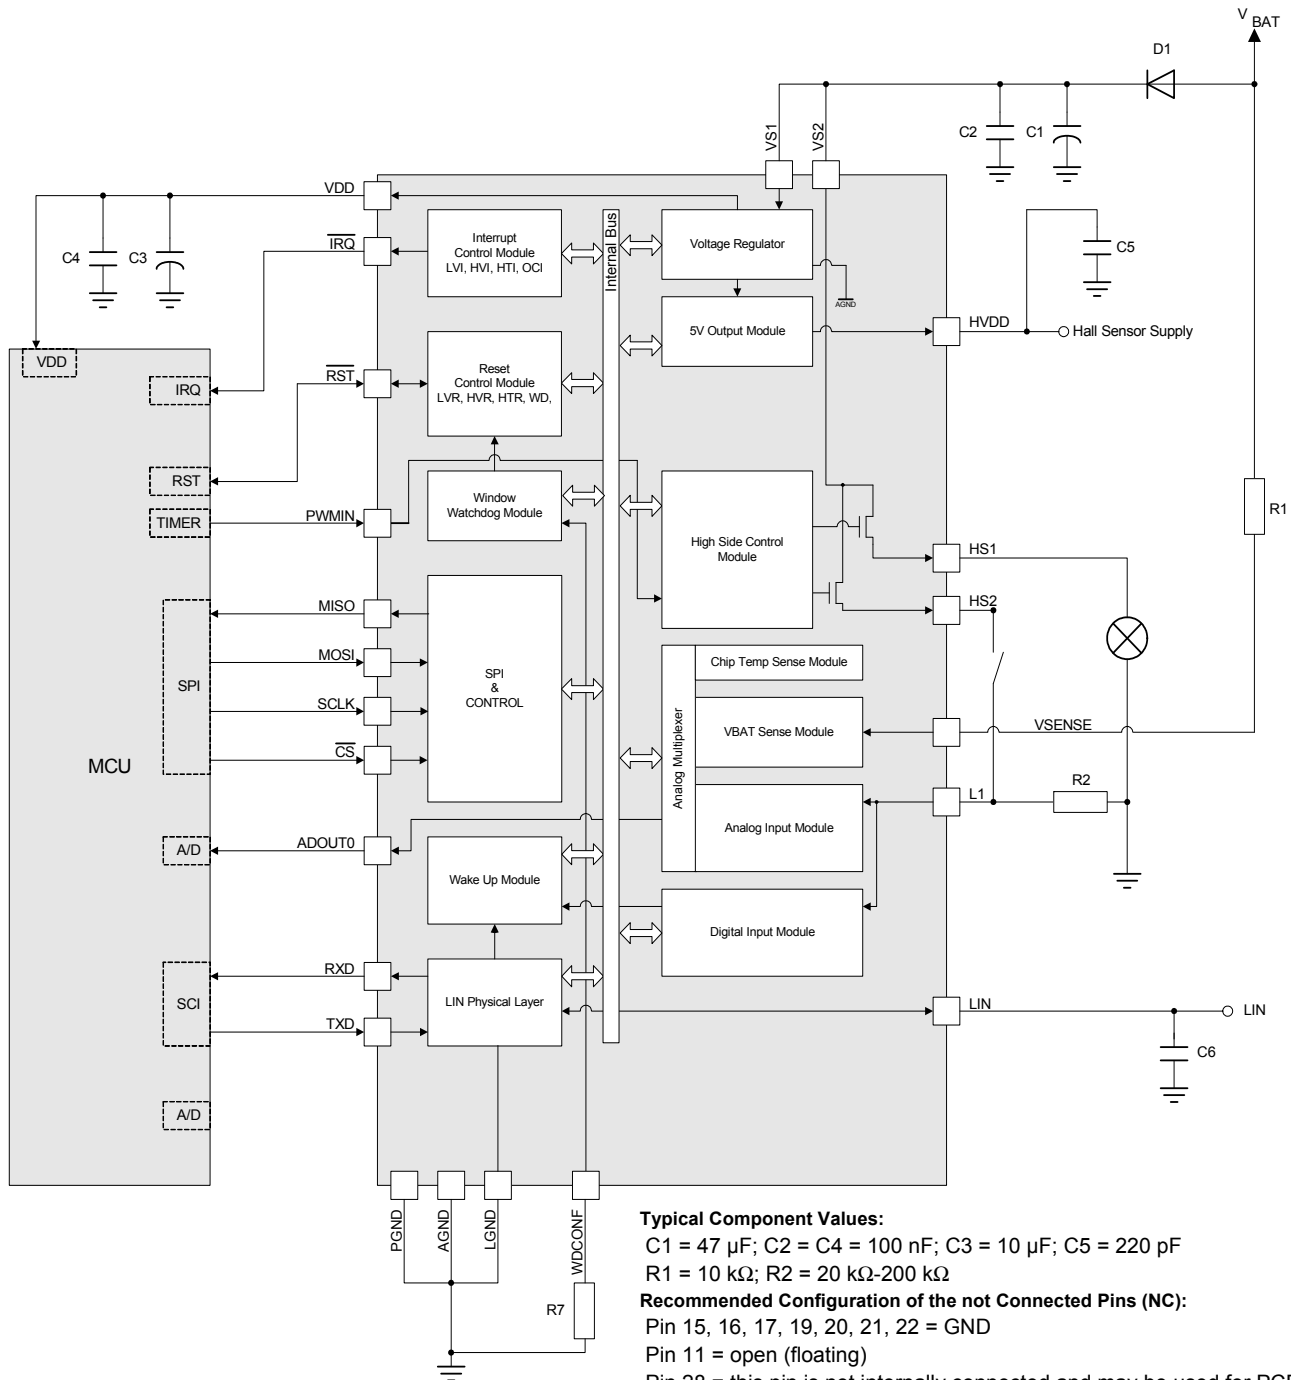 V BAT
D1
C2
C1
VS1
VS2
VDD
IRQ
C4
C3
Interrupt
Control Module
LVI, HVI, HTI, OCI
Internal Bus
Voltage Regulator
AGND
C5
5V Output Module
HVDD
Hall Sensor Supply
VDD
IRQ
RST
Reset
Control Module
LVR, HVR, HTR, WD,
RST
TIMER
PWMIN
Window
Watchdog Module
High Side Control
Module
R1
HS1
HS2
MISO
MOSI
SCLK
CS
SPI
SPI
&
CONTROL
MCU
Chip Temp Sense Module
VBAT Sense Module
Analog Multiplexer
Analog Input Module
VSENSE
L1
R2
A/D
ADOUT0
Wake Up Module
Digital Input Module
RXD
SCI
TXD
LIN Physical Layer
LIN
LIN
C6
A/D
PGND
AGND
LGND
WDCONF
R7
Typical Component Values:
C1 = 47 µF; C2 = C4 = 100 nF; C3 = 10 µF; C5 = 220 pF
R1 = 10 kΩ; R2 = 20 kΩ-200 kΩ
Recommended Configuration of the not Connected Pins (NC):
Pin 15, 16, 17, 19, 20, 21, 22 = GND
Pin 11 = open (floating)